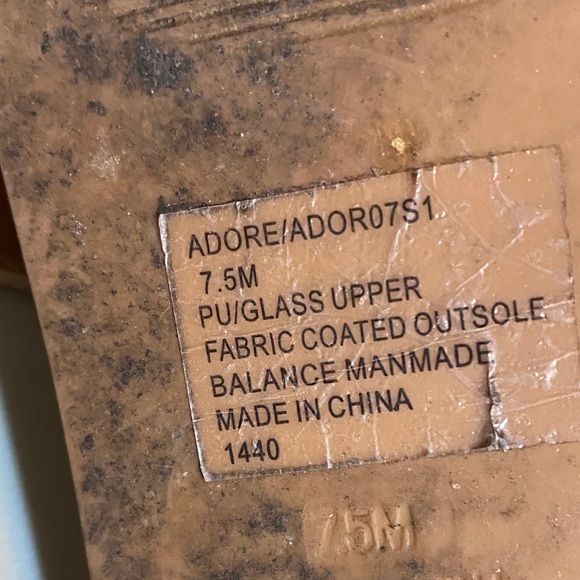 ADORE/ADOR07S1
7.5M
PU/GLASS UPPER
FABRIC COATED OUTSOLE
BALANCE MANMADE
MADE IN CHINA
1440
7.5M